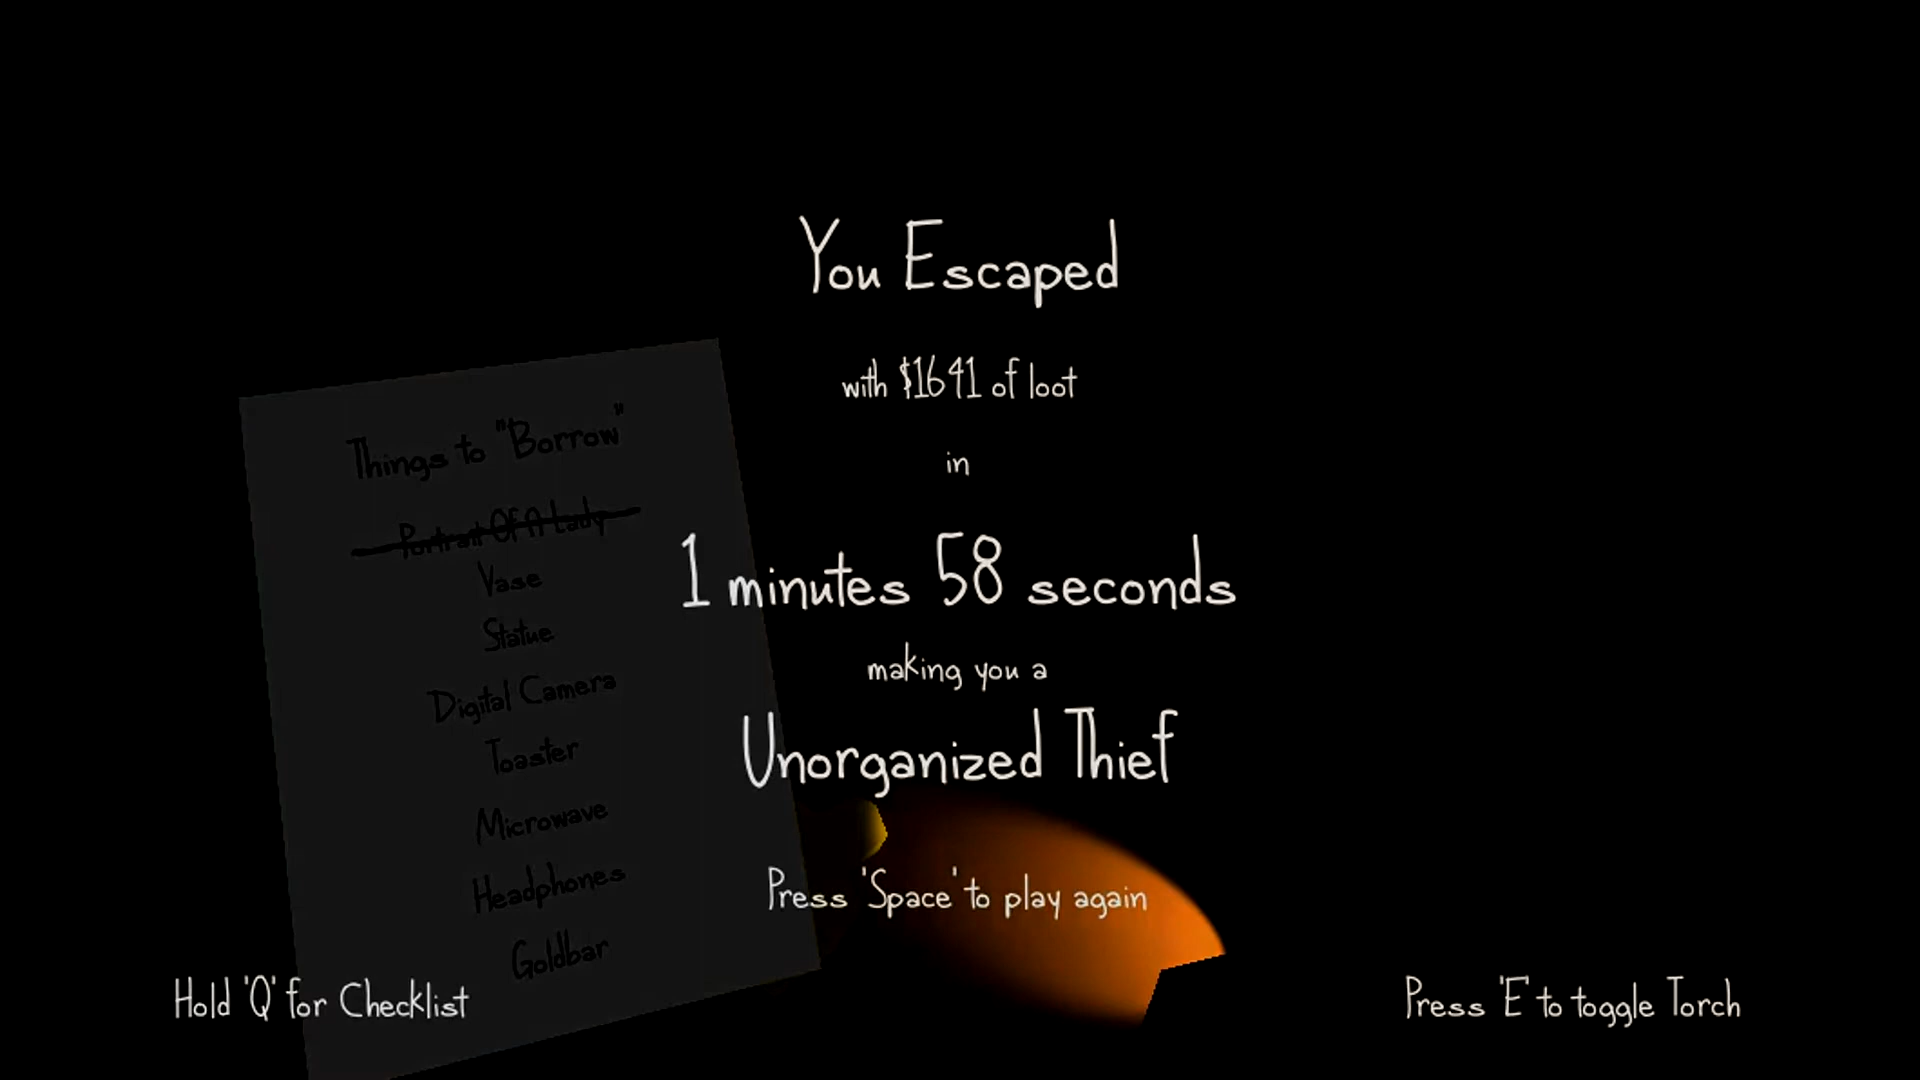 You Escaped
with $1641 of loot
in
1 minutes 58 seconds
making you a
Unorganized Thief
Press 'Space' to play again
Things to "Borrow"
Portrait Of A Lady
Vase
Statue
Digital Camera
Toaster
Microwave
Headphones
Goldbar
Hold 'Q' for Checklist
Press 'E' to toggle Torch